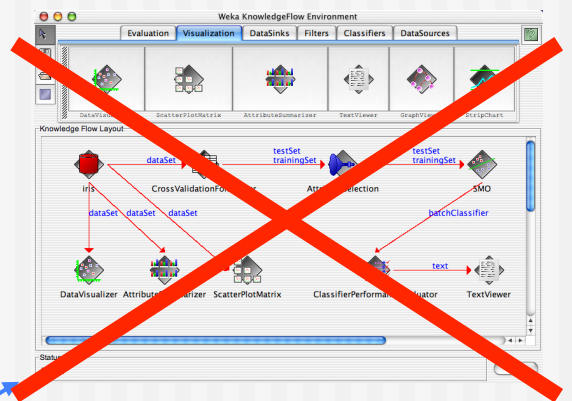 Weka KnowledgeFlow Environment
Evaluation Visualization DataSinks Filters Classifiers DataSources
ScatterPlotMatrix AttributeSummarizer TextViewer StripChart
Knowledge Flow Layout
testSet testSet
dataSet trainingSet trainingSet
iris SMO
dataSet dataSet dataSet batchClassifier
text
DataVisualizer ScatterPlotMatrix TextViewer